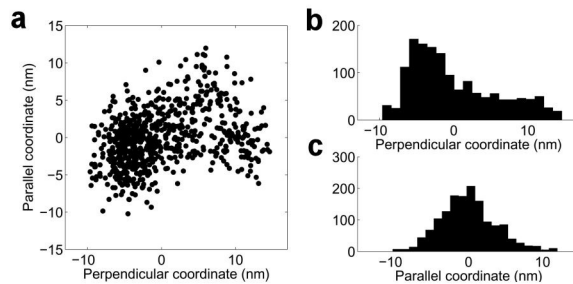 a
15
10
5
0
−5
−10
−15
−10 0 10
Parallel coordinate (nm)
Perpendicular coordinate (nm)
b
200
100
0
−10 0 10
Perpendicular coordinate (nm)
c
300
200
100
0
−10 0 10
Parallel coordinate (nm)